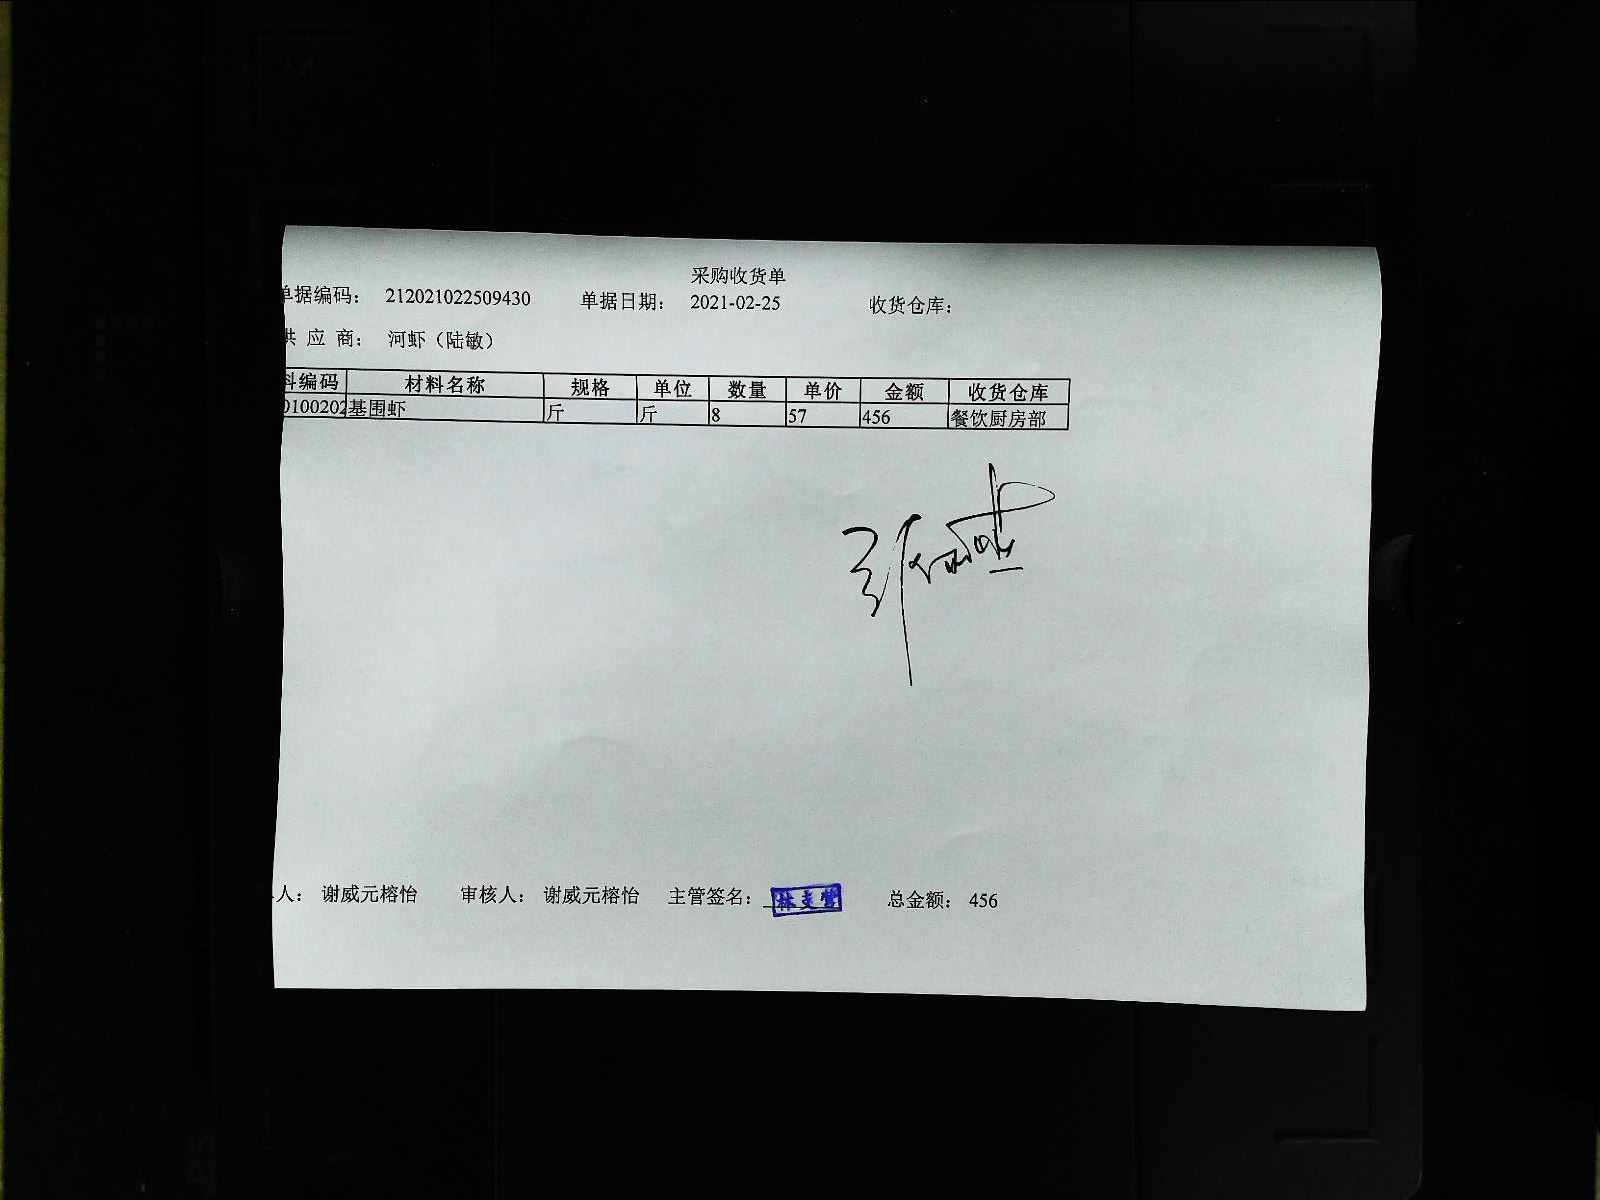 采购收货单
单据编码： 212021022509430 单据日期： 2021-02-25 收货仓库：
供 应 商： 河虾（陆敏）
料编码 材料名称 规格 单位 数量 单价 金额 收货仓库
0100202 基围虾 斤 斤 8 57 456 餐饮厨房部
人： 谢威元榕怡 审核人： 谢威元榕怡 主管签名： 总金额： 456